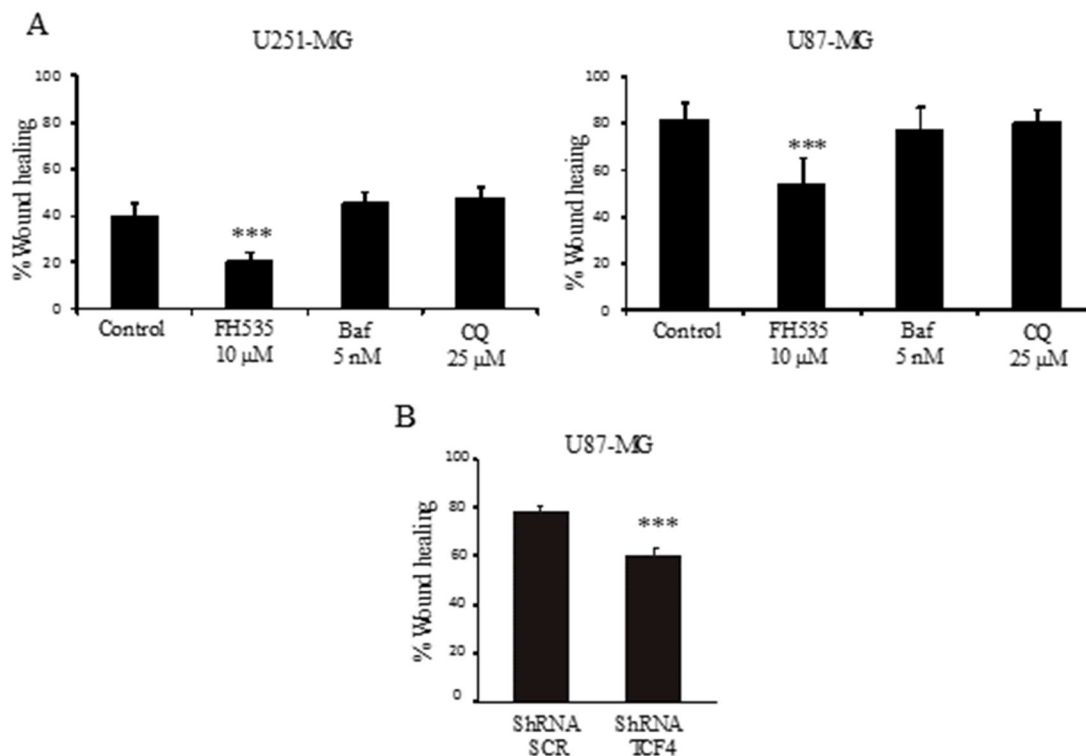 A
U251-MG
U87-MG
% Wound healing
100
80
60
40
20
0
***
Control
FH535
10 µM
Baf
5 nM
CQ
25 µM
% Wound heaing
100
80
60
40
20
0
***
Control
FH535
10 µM
Baf
5 nM
CQ
25 µM
B
U87-MG
% Wound healing
100
80
60
40
20
0
***
ShRNA
SCR
ShRNA
TCF4